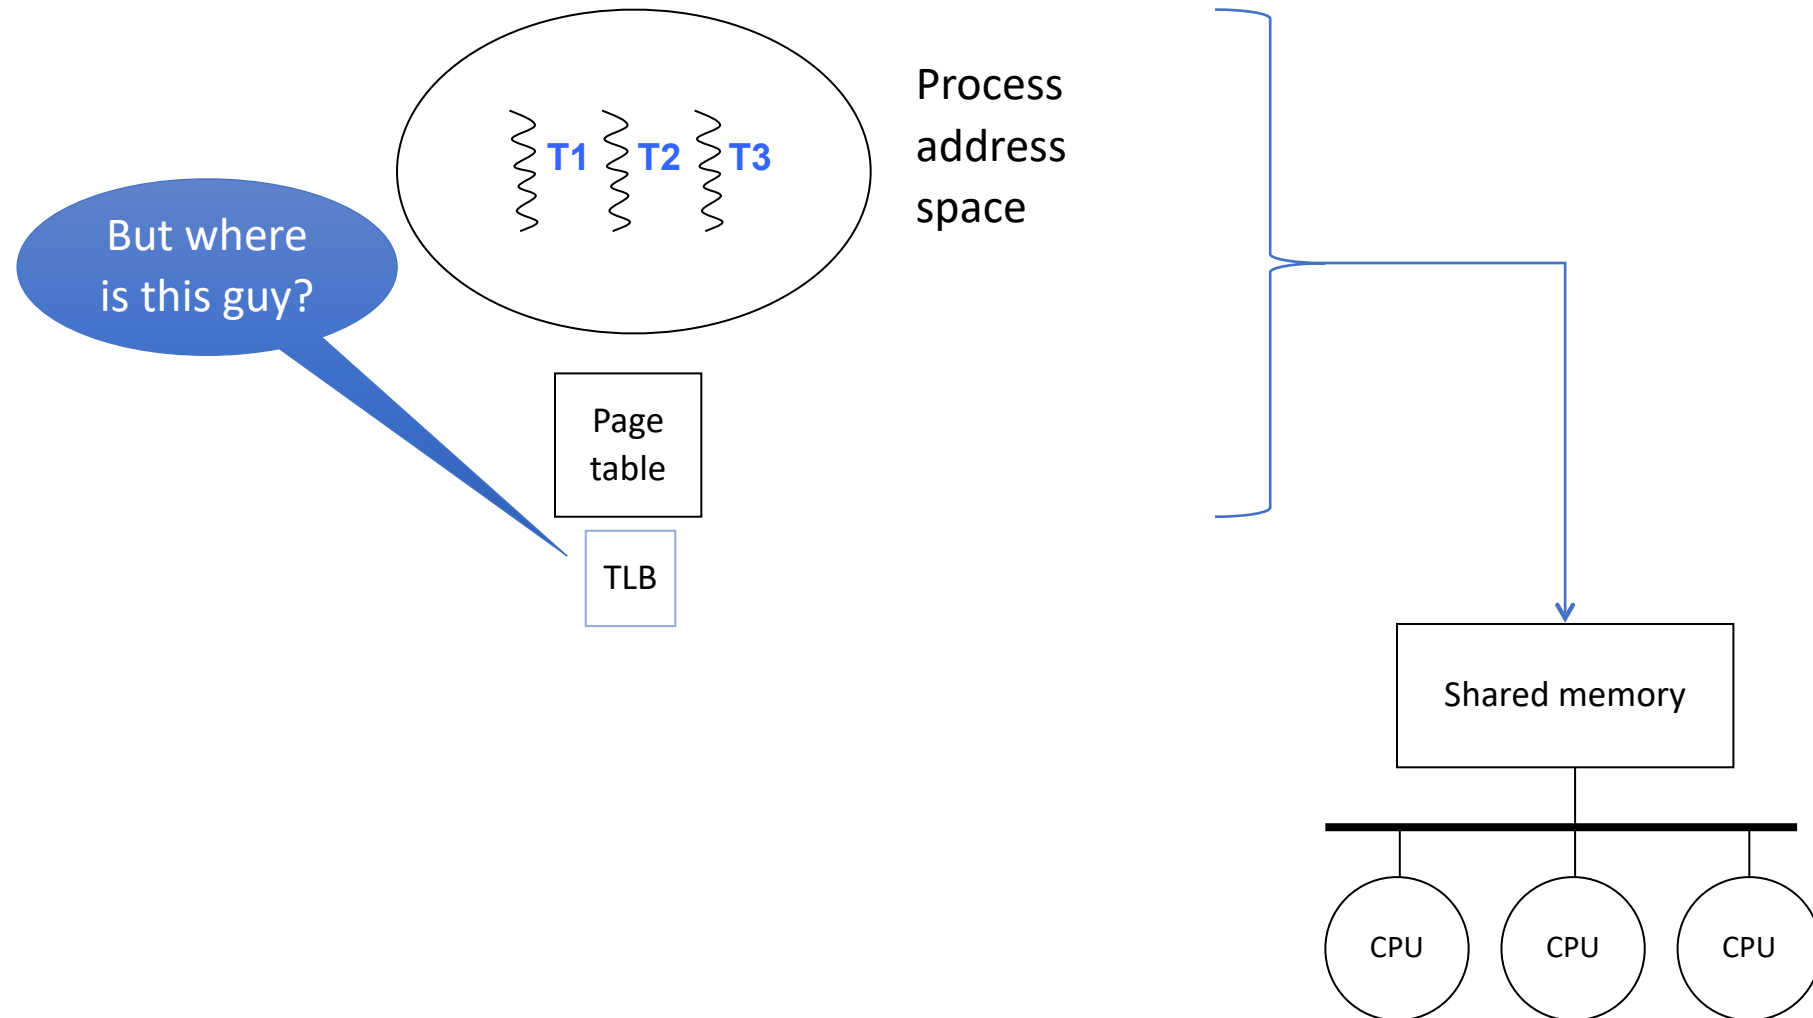 Process
address
space
T1 T2 T3
But where
is this guy?
Page
table
TLB
Shared memory
CPU CPU CPU